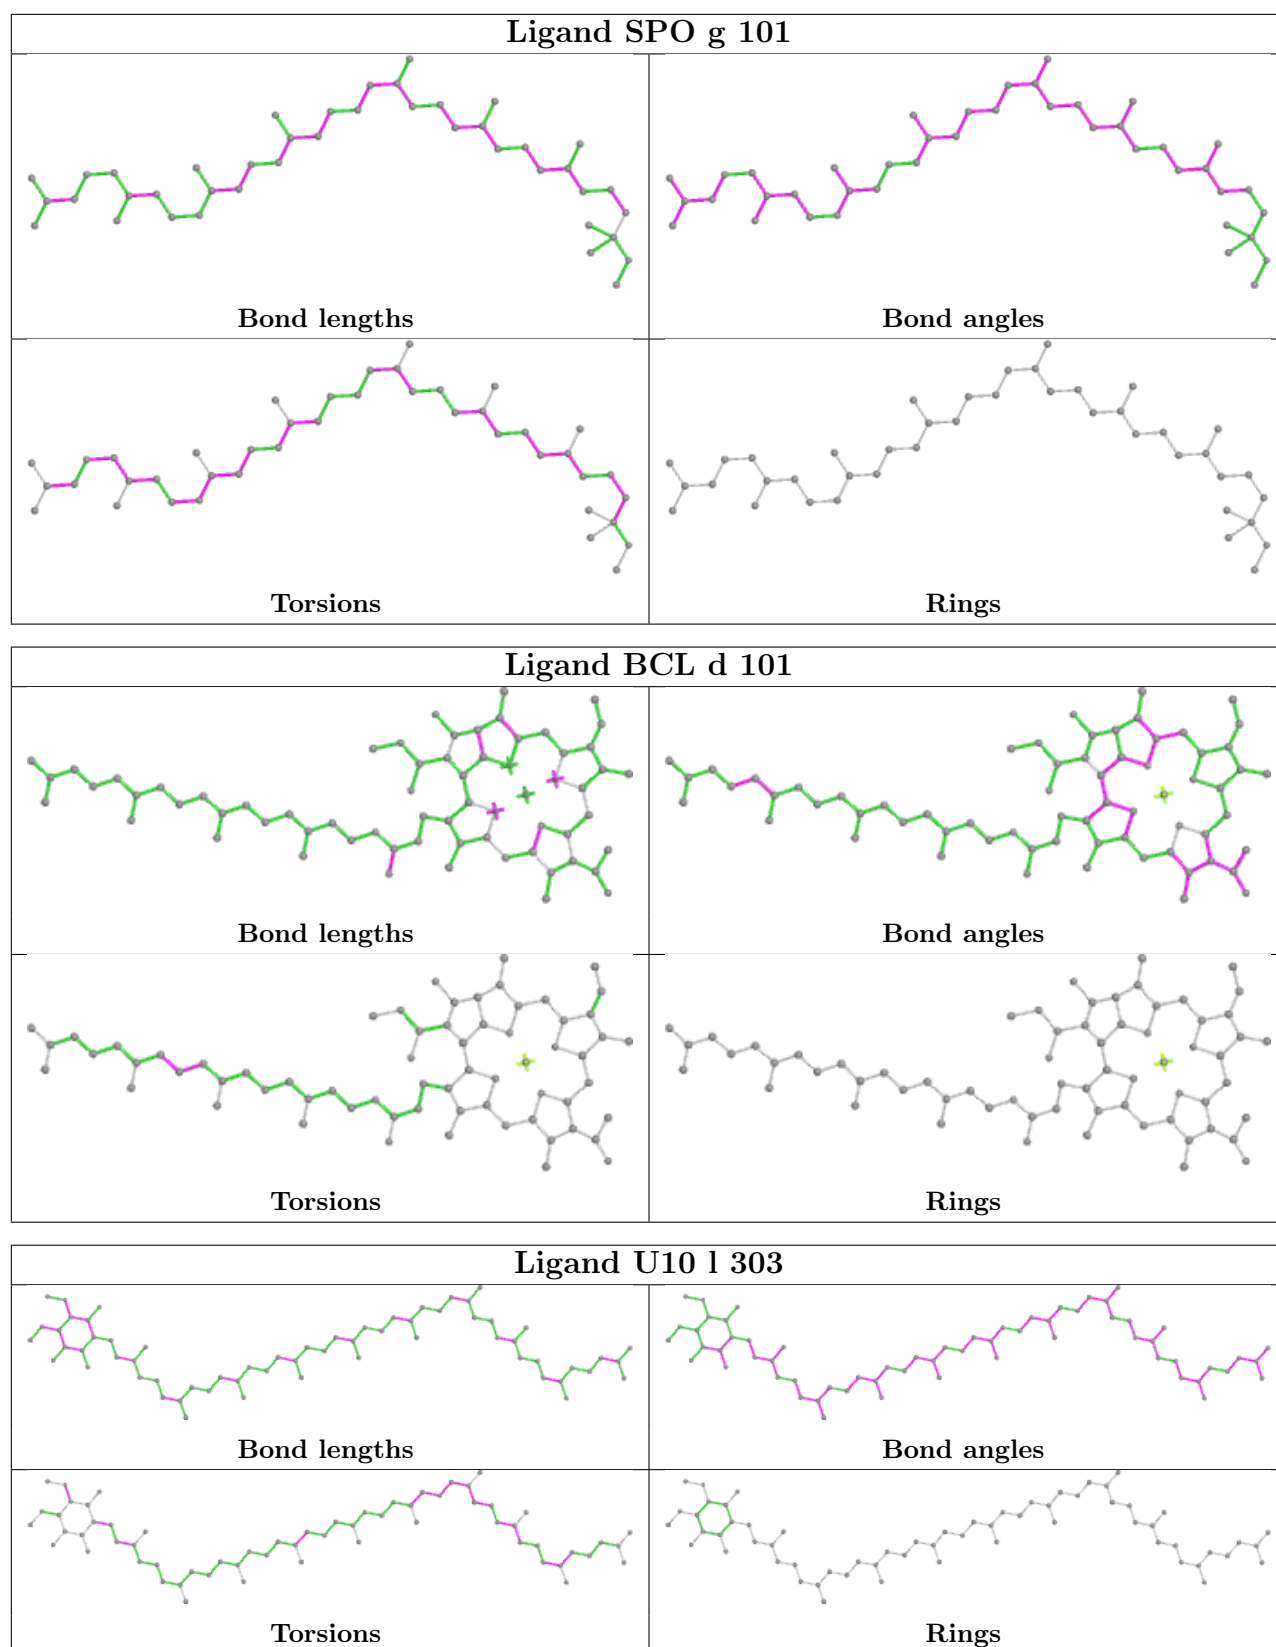 Ligand SPO g 101
Bond lengths
Bond angles
Torsions
Rings
Ligand BCL d 101
Bond lengths
Bond angles
Torsions
Rings
Ligand U10 l 303
Bond lengths
Bond angles
Torsions
Rings